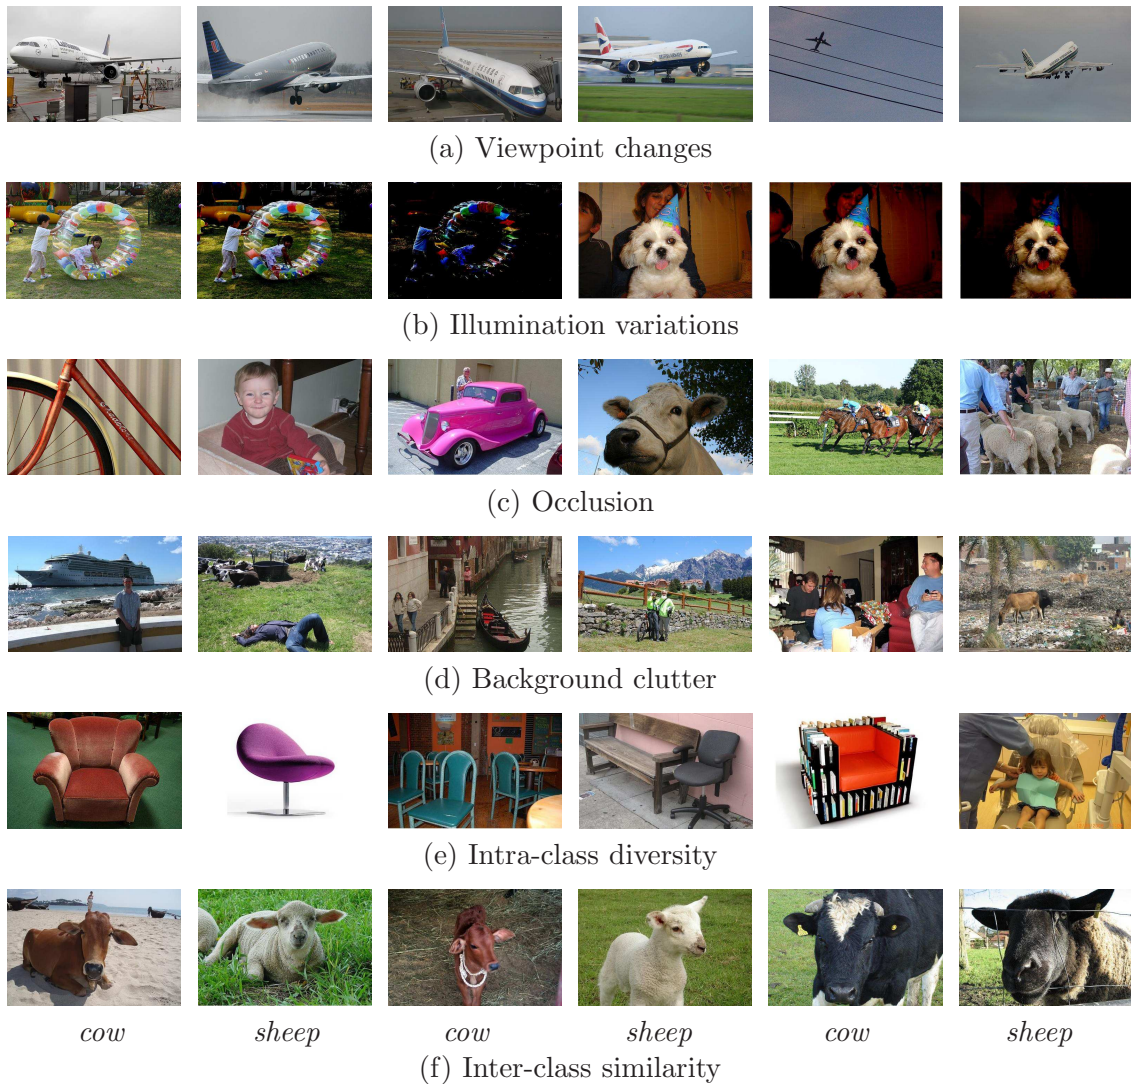 (a) Viewpoint changes
(b) Illumination variations
(c) Occlusion
(d) Background clutter
(e) Intra-class diversity
cow sheep cow sheep cow sheep
(f) Inter-class similarity